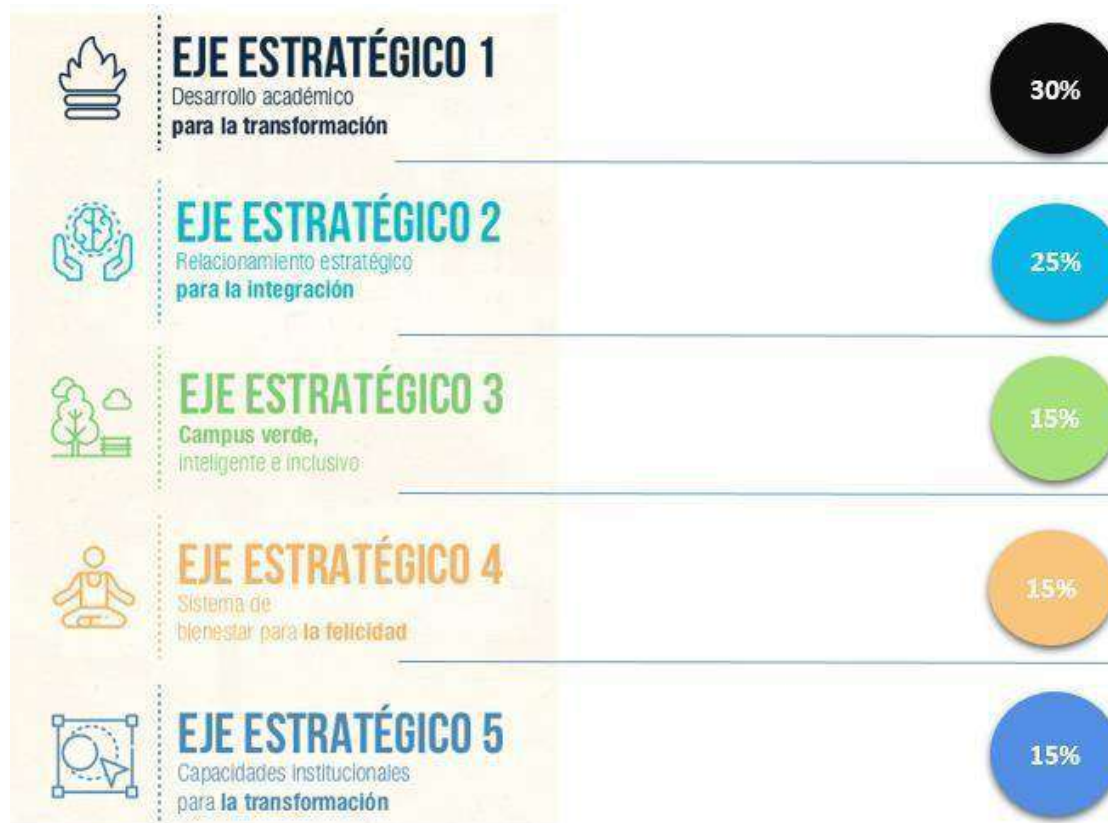 EJE ESTRATÉGICO 1
Desarrollo académico
para la transformación
30%
EJE ESTRATÉGICO 2
Relacionamiento estratégico
para la integración
25%
EJE ESTRATÉGICO 3
Campus verde,
inteligente e inclusivo
15%
EJE ESTRATÉGICO 4
Sistema de
bienestar para la felicidad
15%
EJE ESTRATÉGICO 5
Capacidades institucionales
para la transformación
15%